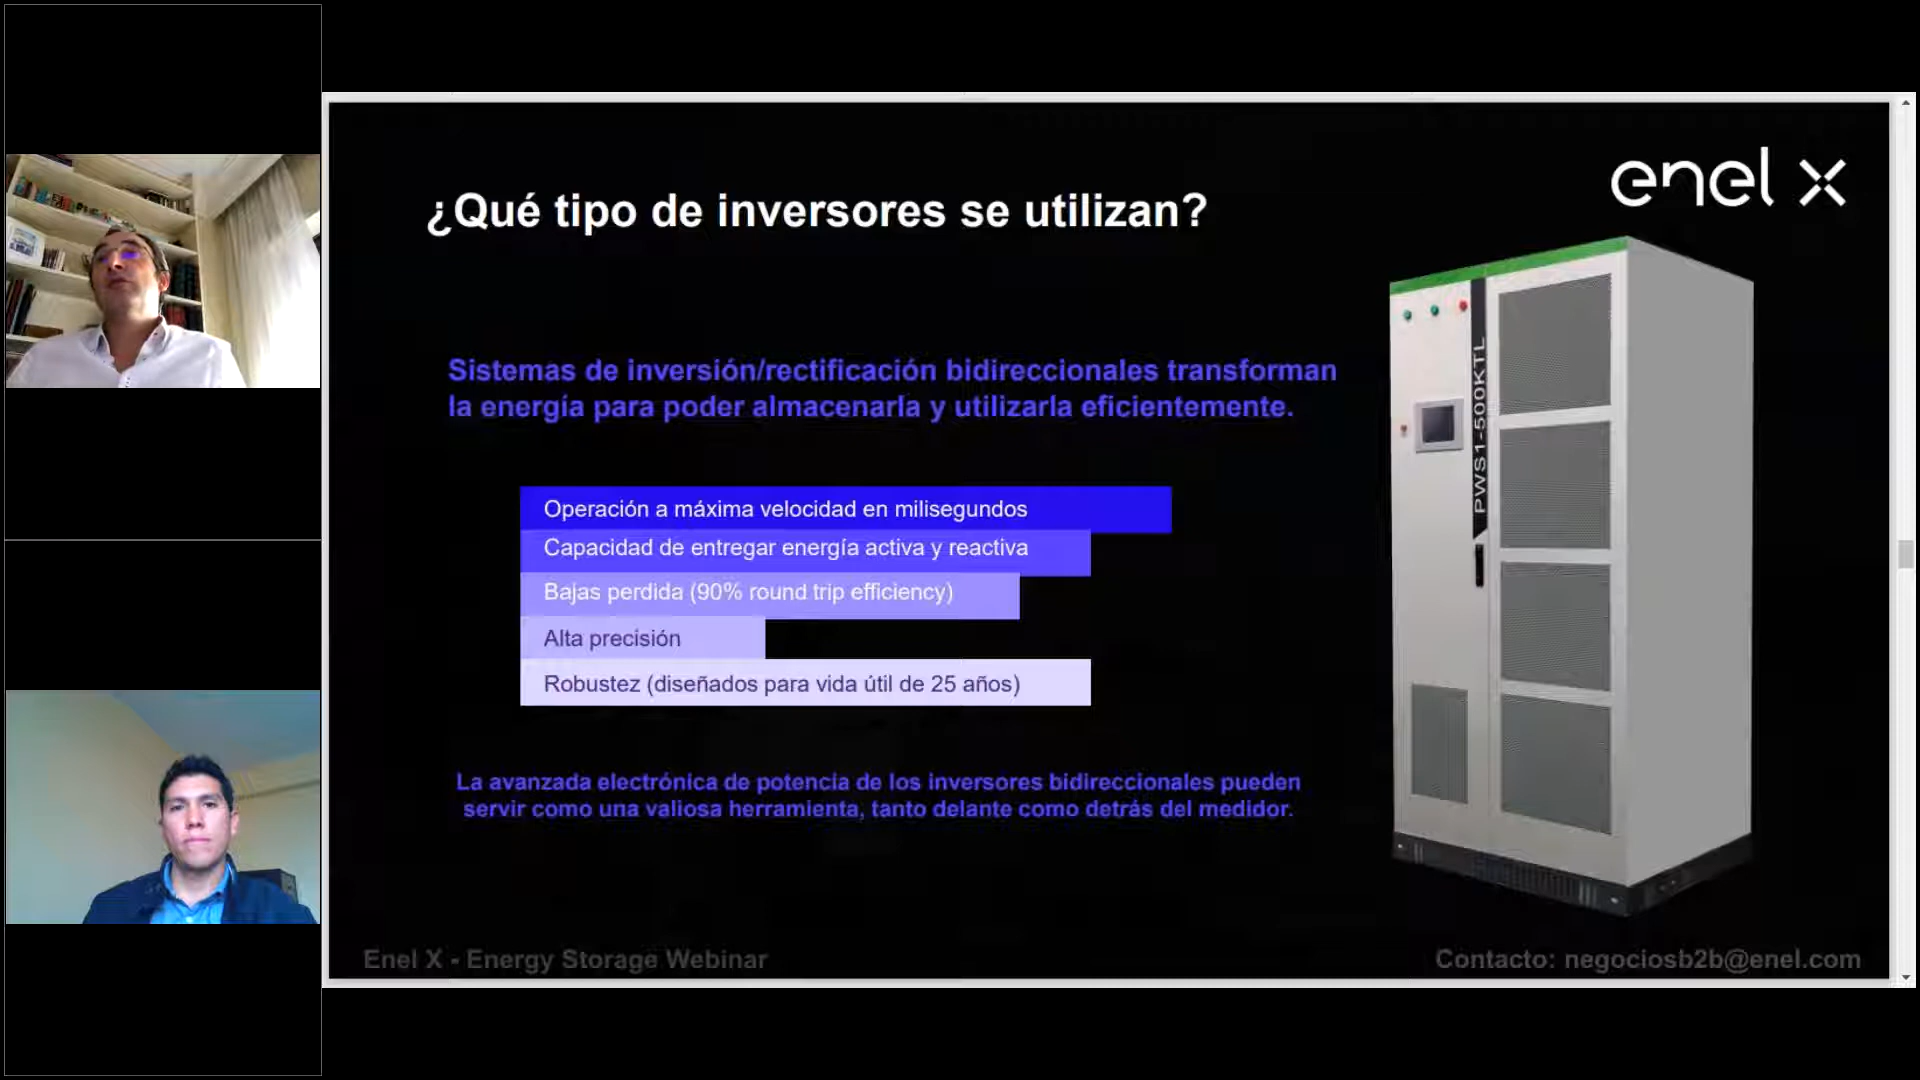 enel x
¿Qué tipo de inversores se utilizan?
Sistemas de inversión/rectificación bidireccionales transforman
la energía para poder almacenarla y utilizarla eficientemente.
Operación a máxima velocidad en milisegundos
Capacidad de entregar energía activa y reactiva
Bajas perdida (90% round trip efficiency)
Alta precisión
Robustez (diseñados para vida útil de 25 años)
PWS1-500KTL
La avanzada electrónica de potencia de los inversores bidireccionales pueden
servir como una valiosa herramienta, tanto delante como detrás del medidor.
Enel X - Energy Storage Webinar
Contacto: negociosb2b@enel.com